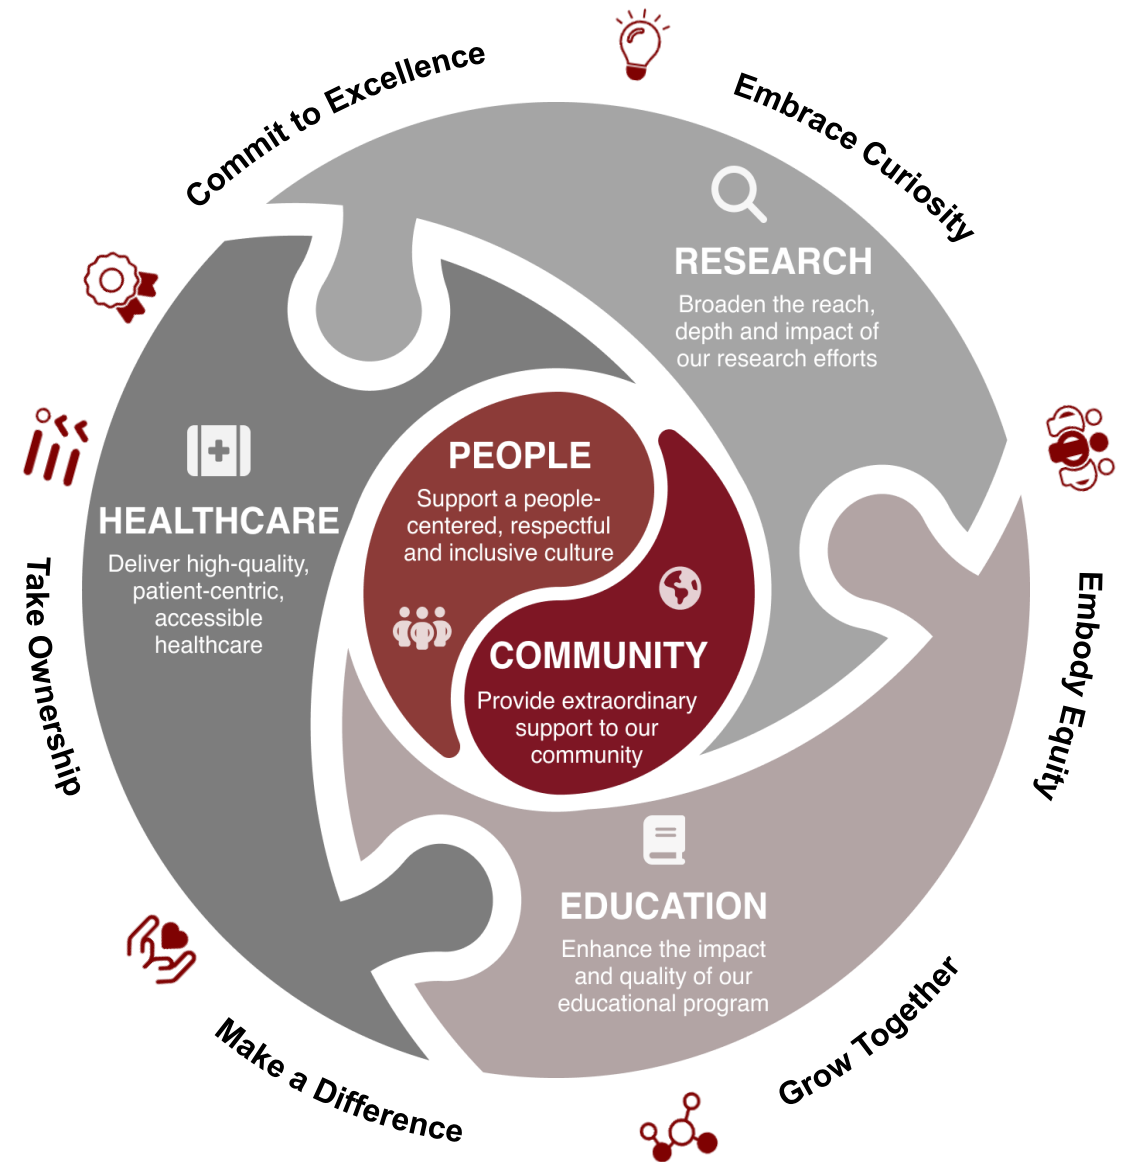 Commit to Excellence
Embrace Curiosity
RESEARCH
Broaden the reach,
depth and impact of
our research efforts
PEOPLE
Support a people-
centered, respectful
and inclusive culture
HEALTHCARE
Deliver high-quality,
patient-centric,
accessible
healthcare
COMMUNITY
Provide extraordinary
support to our
community
EDUCATION
Enhance the impact
and quality of our
educational program
Take Ownership
Embody Equity
Make a Difference
Grow Together